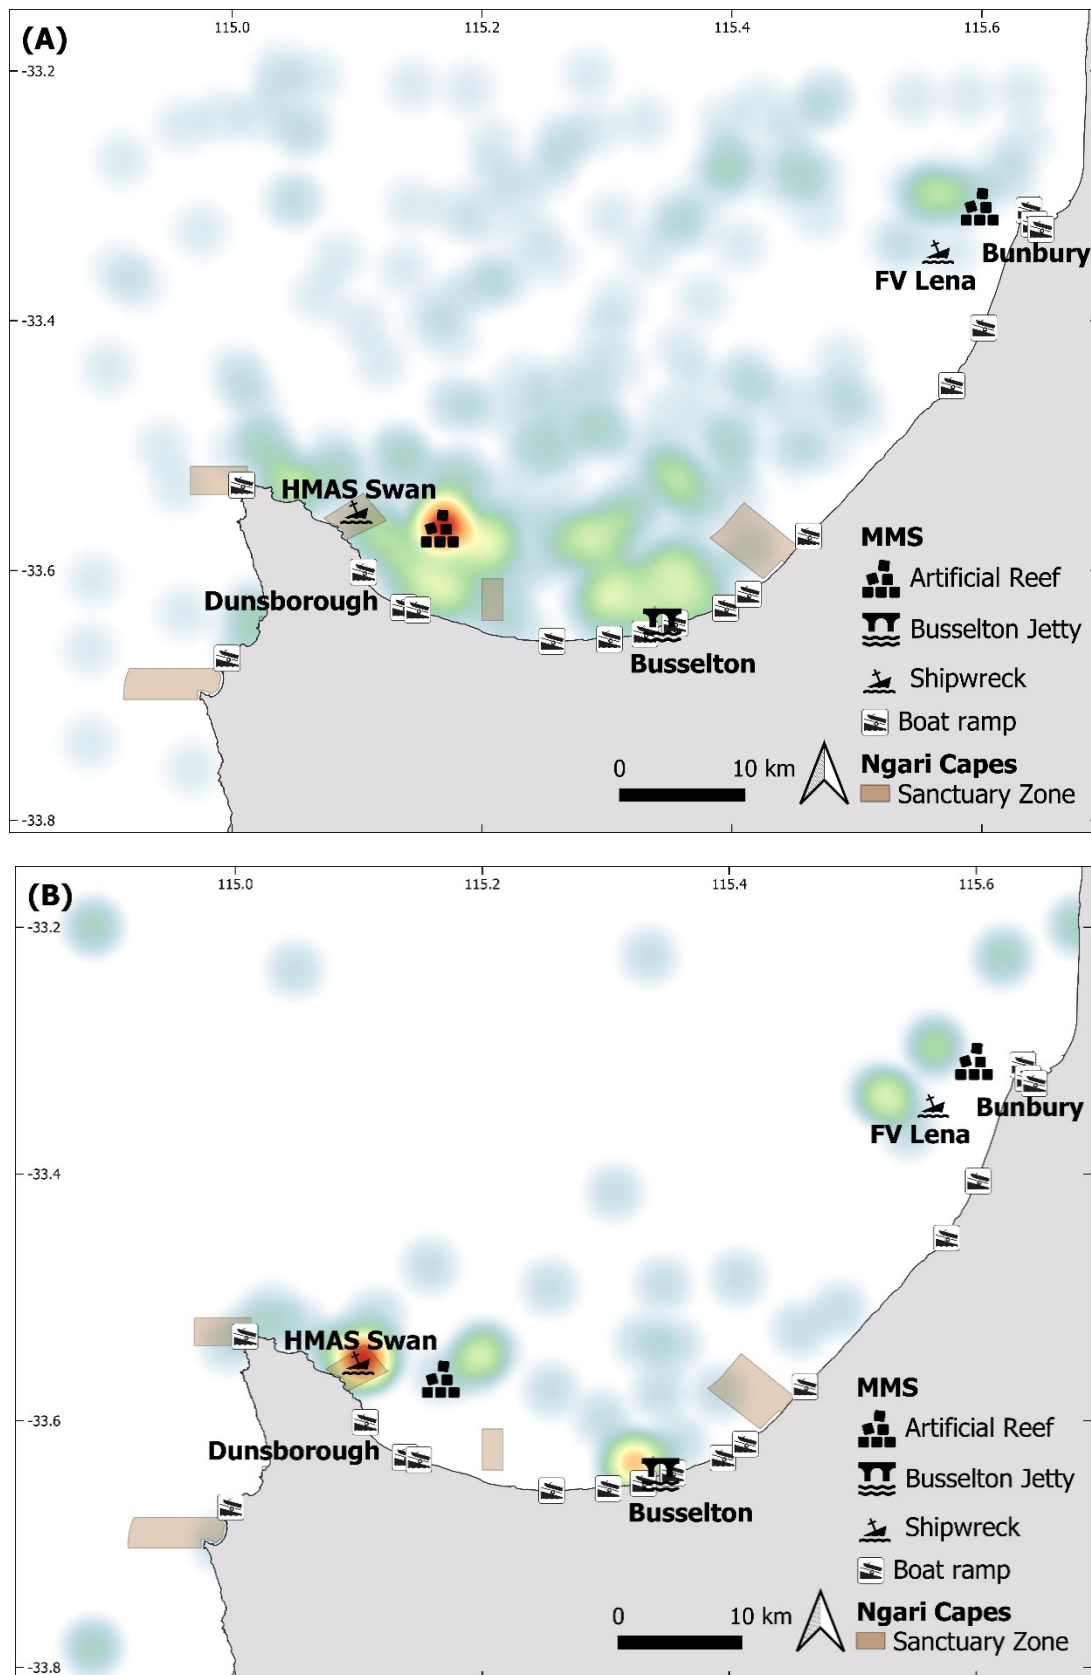 (A)
115.0
115.2
115.4
115.6
-33.2
-33.4
-33.6
-33.8
Bunbury
FV Lena
HMAS Swan
Dunsborough
Busselton
MMS
Artificial Reef
Busselton Jetty
Shipwreck
Boat ramp
Ngari Capes
Sanctuary Zone
0
10 km
(B)
115.0
115.2
115.4
115.6
-33.2
-33.4
-33.6
-33.8
Bunbury
FV Lena
HMAS Swan
Dunsborough
Busselton
MMS
Artificial Reef
Busselton Jetty
Shipwreck
Boat ramp
Ngari Capes
Sanctuary Zone
0
10 km